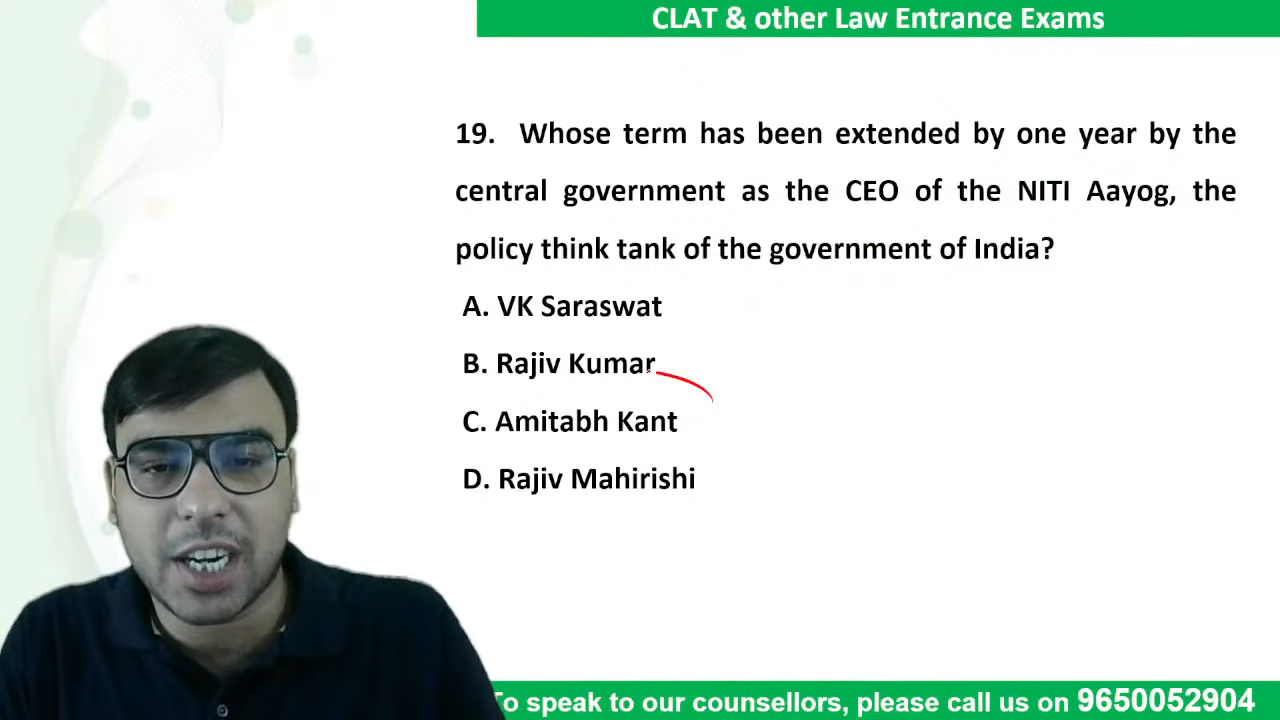 CLAT & other Law Entrance Exams
19. Whose term has been extended by one year by the
central government as the CEO of the NITI Aayog, the
policy think tank of the government of India?
A. VK Saraswat
B. Rajiv Kumar
C. Amitabh Kant
D. Rajiv Mahirishi
To speak to our counsellors, please call us on 9650052904